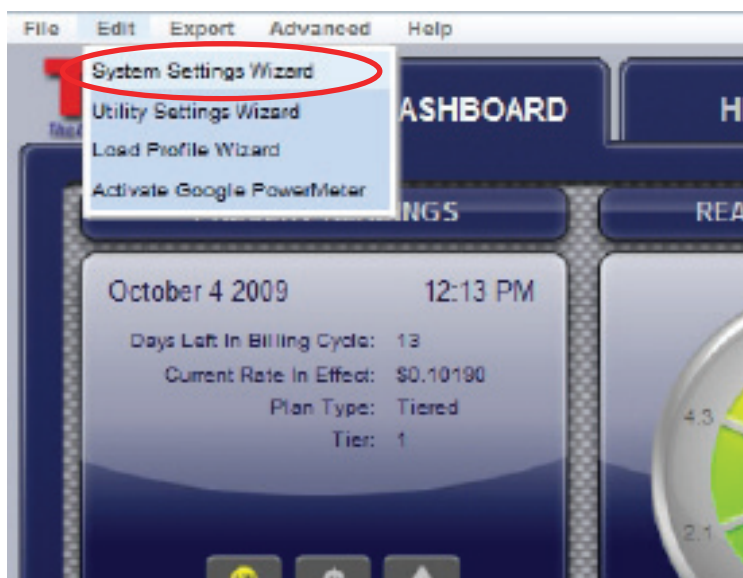 File Edit Export Advanced Help
System Settings Wizard
Utility Settings Wizard
Load Profile Wizard
Activate Google PowerMeter
ASHBOARD
H
NGS
REA
October 4 2009 12:13 PM
Days Left In Billing Cycle: 13
Current Rate In Effect: $0.10190
Plan Type: Tiered
Tier: 1
4.3
2.1